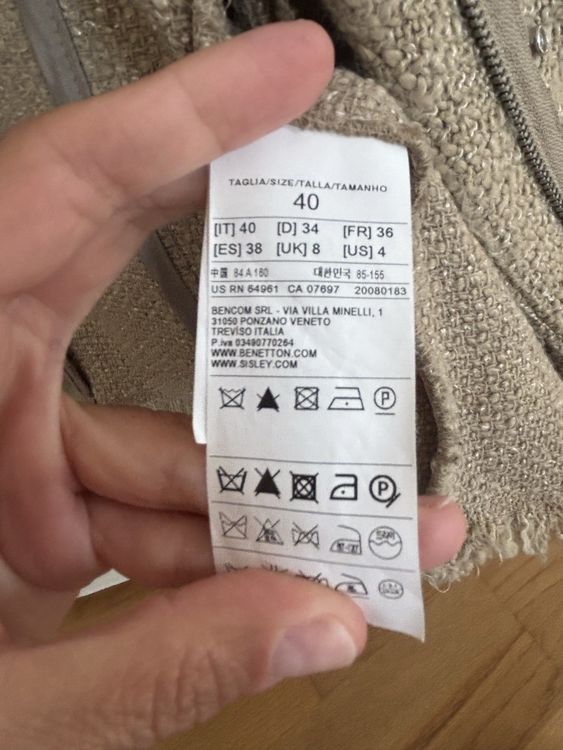 TAGLIA/SIZE/TALLA/TAMANHO
40
[IT] 40 [D] 34 [FR] 36
[ES] 38 [UK] 8 [US] 4
中国 84.A.160 대한민국 85-155
US RN 64961 CA 07697 20080183
BENCOM SRL - VIA VILLA MINELLI, 1
31050 PONZANO VENETO
TREVISO ITALIA
P.iva 03490770264
WWW.BENETTON.COM
WWW.SISLEY.COM
P
P